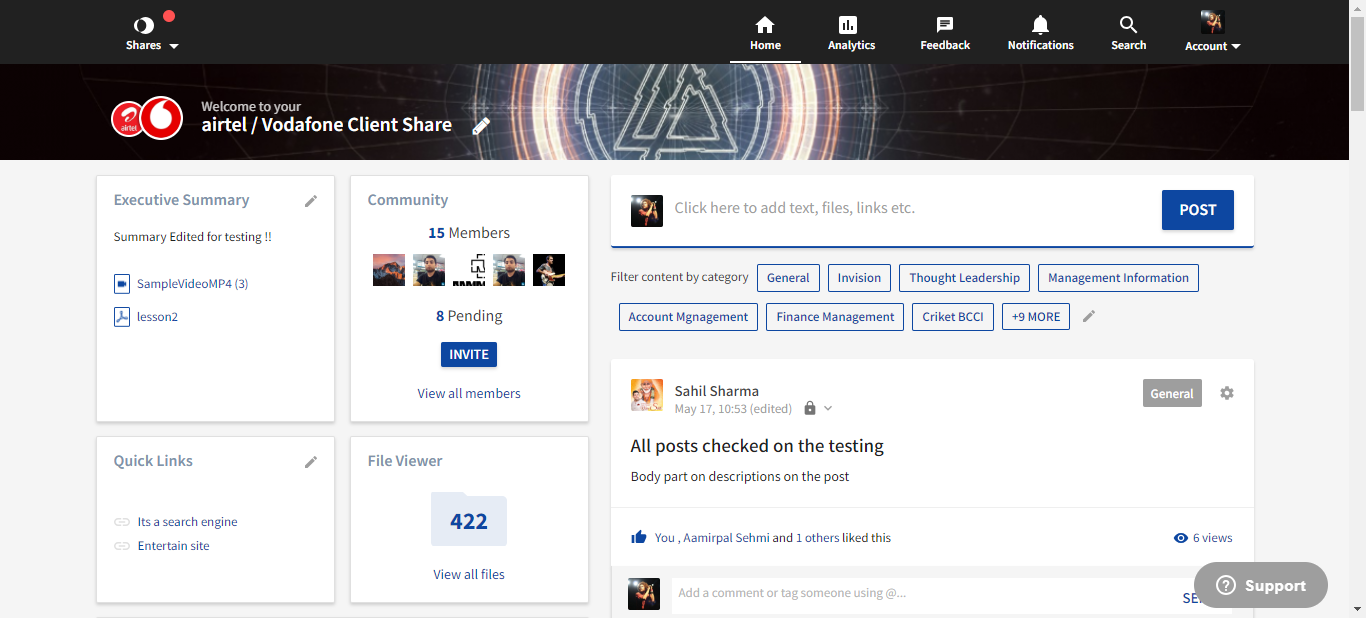 Shares
Home
Analytics
Feedback
Notifications
Search
Account
airtel
Welcome to your
airtel / Vodafone Client Share
Executive Summary
Summary Edited for testing !!
SampleVideoMP4 (3)
lesson2
Community
15 Members
8 Pending
INVITE
View all members
Quick Links
Its a search engine
Entertain site
File Viewer
422
View all files
Click here to add text, files, links etc.
POST
Filter content by category
General
Invision
Thought Leadership
Management Information
Account Mgnagement
Finance Management
Criket BCCI
+9 MORE
Sahil Sharma
May 17, 10:53 (edited)
General
All posts checked on the testing
Body part on descriptions on the post
You , Aamirpal Sehmi and 1 others liked this
6 views
Add a comment or tag someone using @...
Support